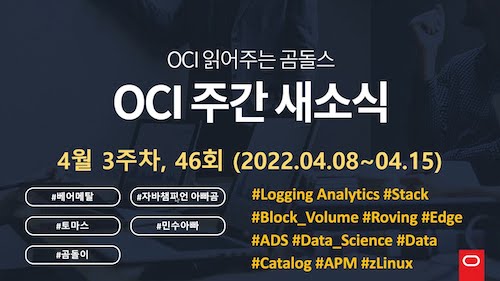 OCI 읽어주는 곰돌스
OCI 주간 새소식
4월 3주차, 46회 (2022.04.08~04.15)
#베어메탈
#자바챔피언 아빠곰
#토마스
#민수아빠
#곰돌이
#Logging Analytics #Stack
#Block_Volume #Roving #Edge
#ADS #Data_Science #Data
#Catalog #APM #zLinux